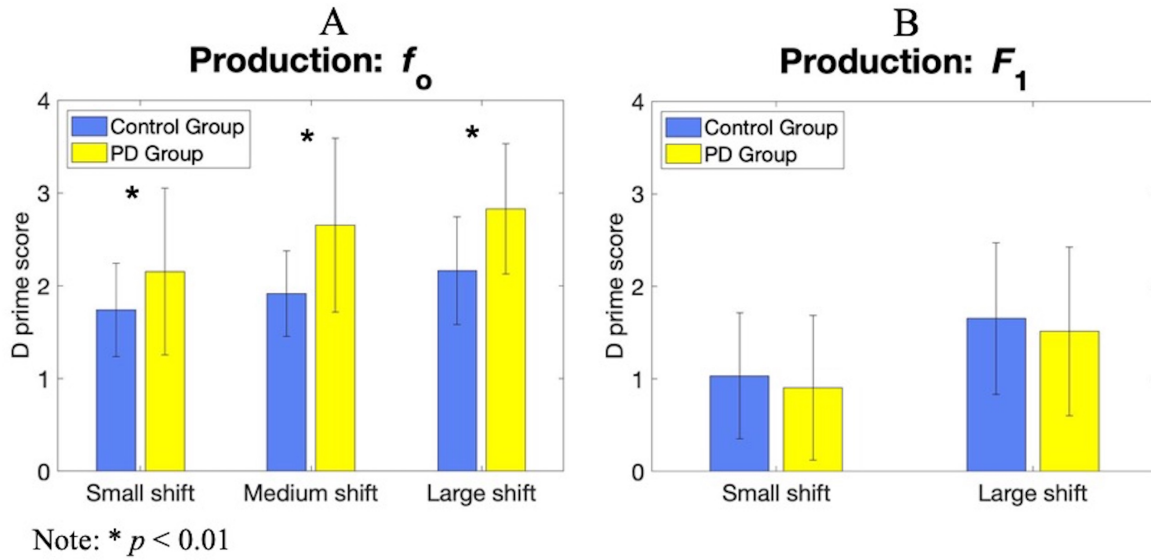 A
Production: fo
4
3
2
1
0
D prime score
Control Group
PD Group
*
*
*
Small shift
Medium shift
Large shift
B
Production: F1
4
3
2
1
0
D prime score
Control Group
PD Group
Small shift
Large shift
Note: * p < 0.01